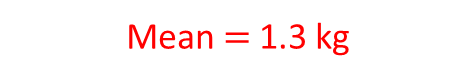 Mean = 1.3 kg